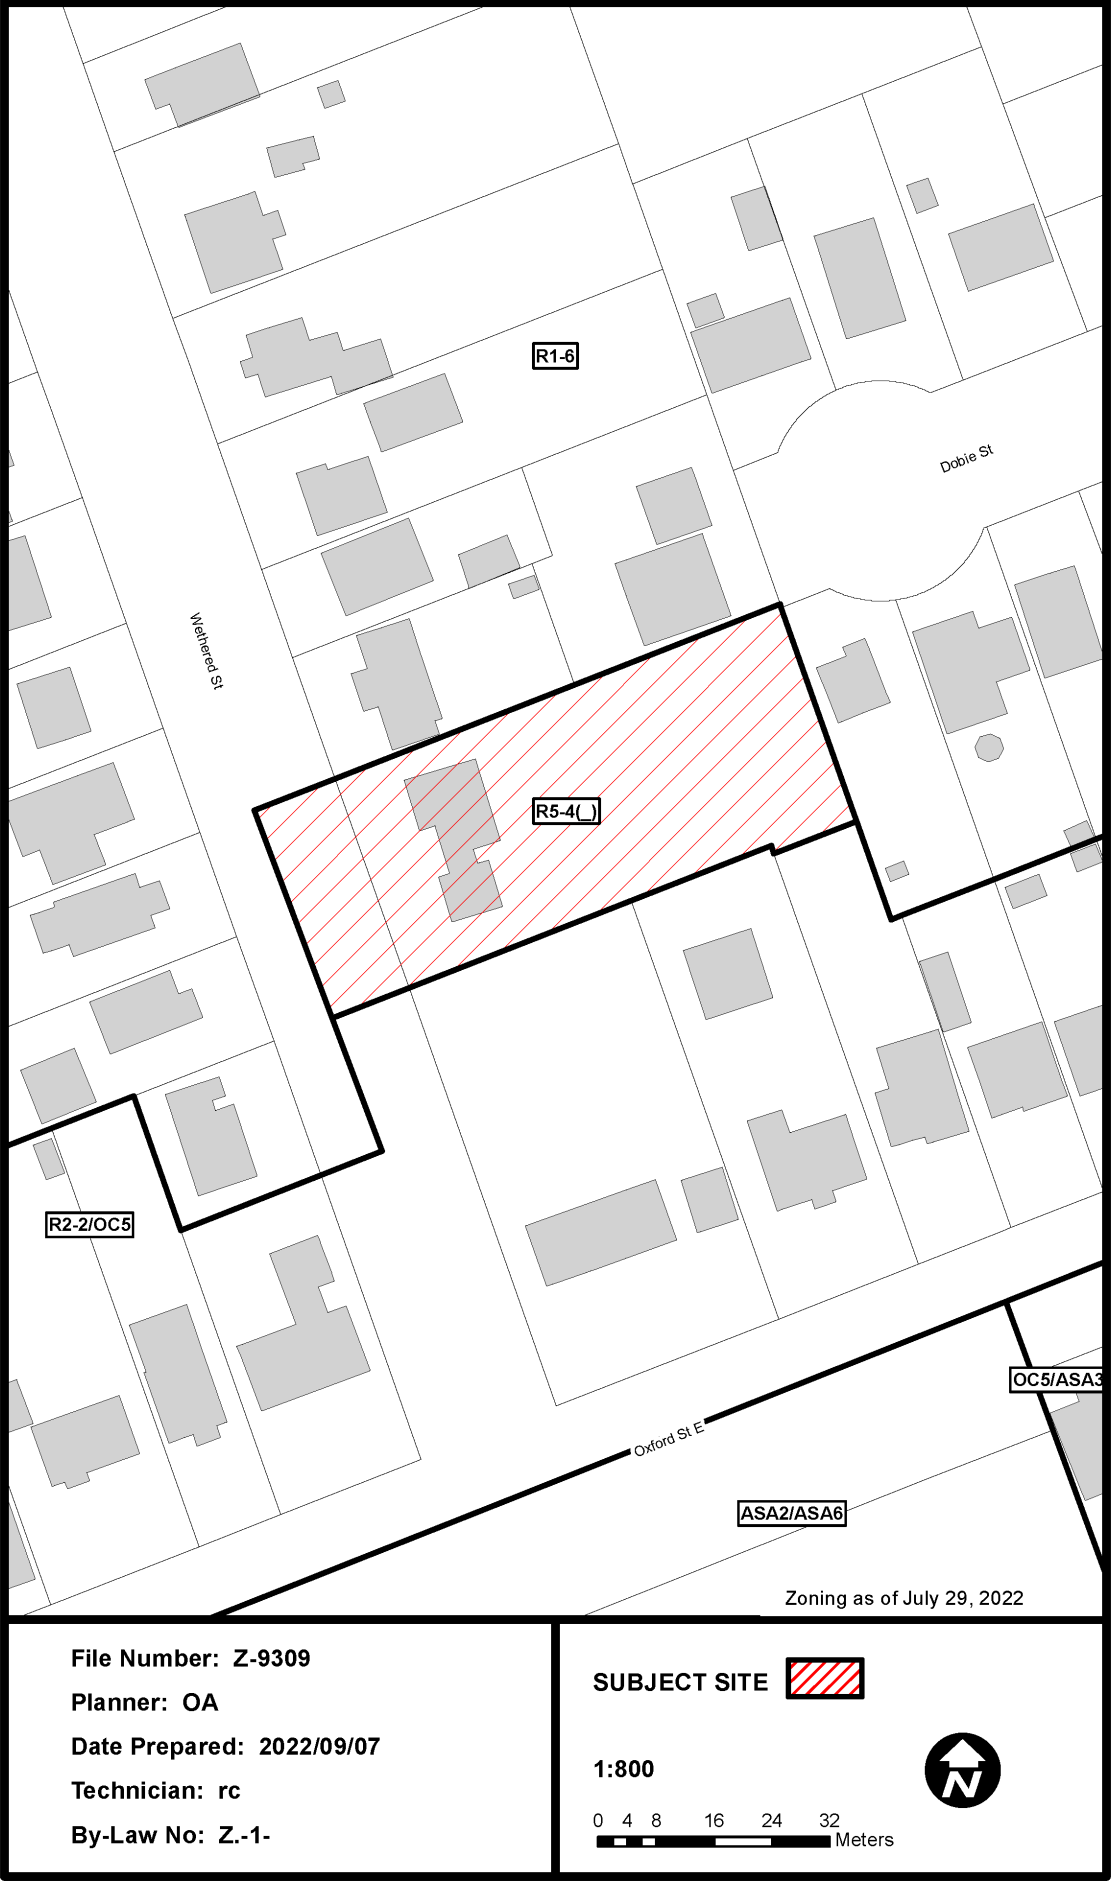 R1-6
Dobie St
Wethered St
R5-4(_)
R2-2/OC5
OC5/ASA3
Oxford St E
ASA2/ASA6
Zoning as of July 29, 2022
File Number: Z-9309
Planner: OA
Date Prepared: 2022/09/07
Technician: rc
By-Law No: Z.-1-
SUBJECT SITE
1:800
0 4 8 16 24 32
Meters
N